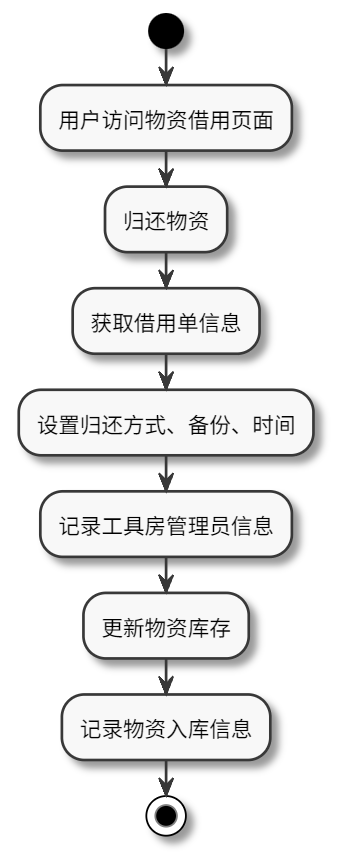 用户访问物资借用页面
归还物资
获取借用单信息
设置归还方式、备份、时间
记录工具房管理员信息
更新物资库存
记录物资入库信息